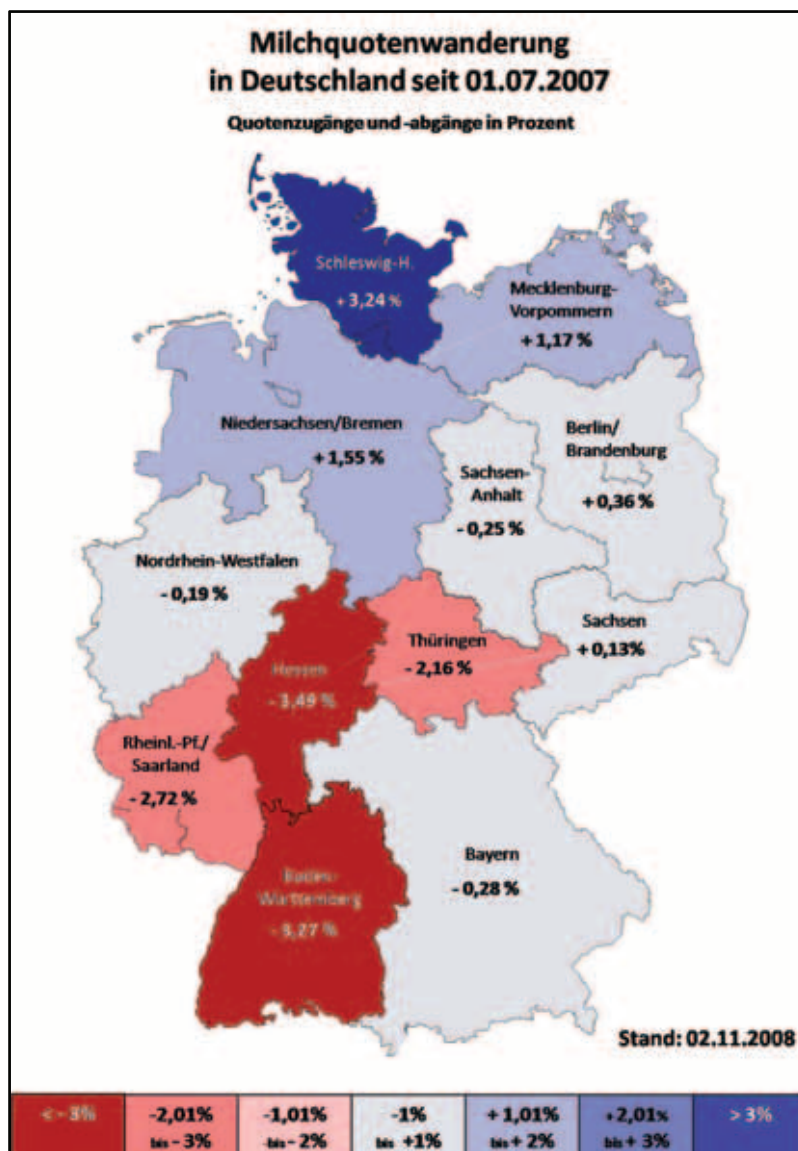 Milchquotenwanderung
in Deutschland seit 01.07.2007
Quotenzugänge und -abgänge in Prozent
Schleswig-H.
+ 3,24 %
Mecklenburg-
Vorpommern
+ 1,17 %
Niedersachsen/Bremen
+ 1,55 %
Berlin/
Brandenburg
+ 0,36 %
Sachsen-
Anhalt
- 0,25 %
Nordrhein-Westfalen
- 0,19 %
Sachsen
+ 0,13%
Thüringen
- 2,16 %
Hessen
- 3,49 %
Rheinl.-Pf./
Saarland
- 2,72 %
Bayern
- 0,28 %
Baden-
Württemberg
- 3,27 %
Stand: 02.11.2008
< - 3%
-2,01%
bis - 3%
-1,01%
bis - 2%
-1%
bis +1%
+ 1,01%
bis + 2%
+2,01%
bis + 3%
> 3%